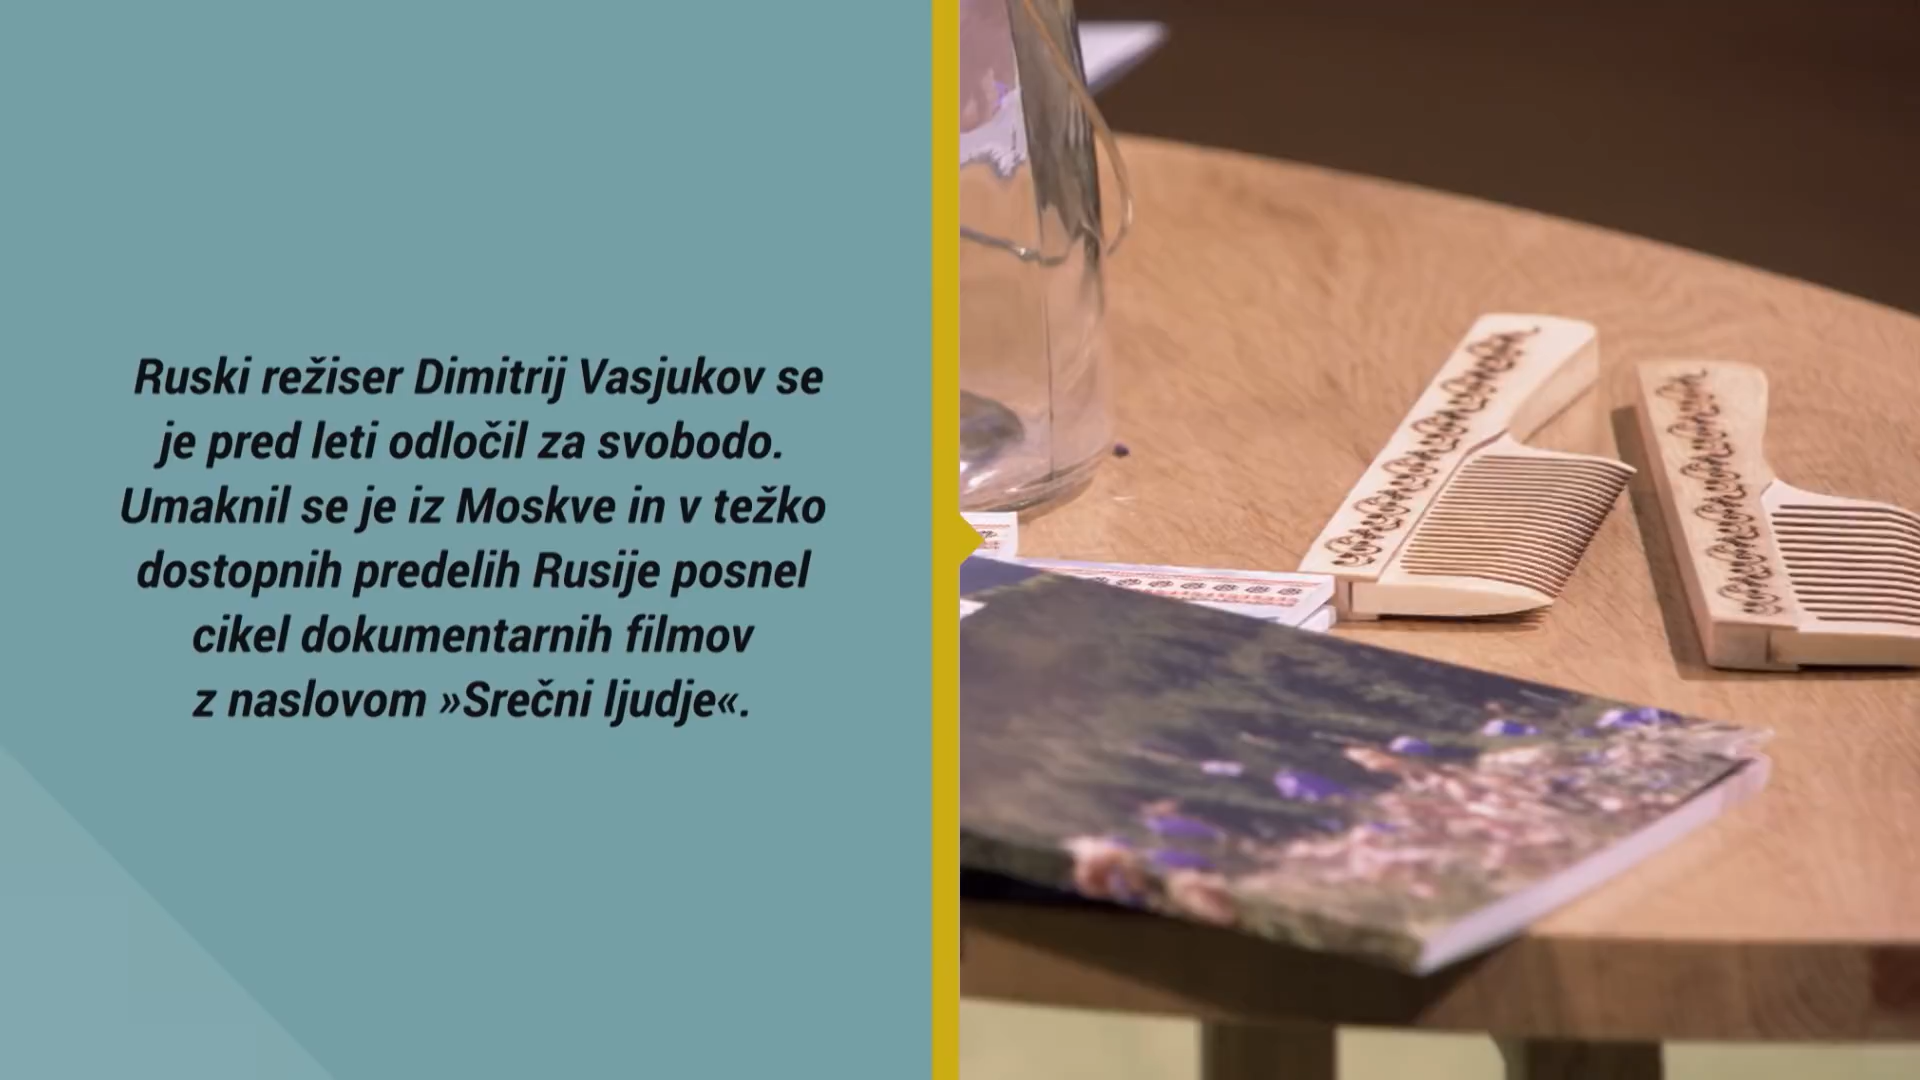 Ruski režiser Dimitrij Vasjukov se
je pred leti odločil za svobodo.
Umaknil se je iz Moskve in v težko
dostopnih predelih Rusije posnel
cikel dokumentarnih filmov
z naslovom »Srečni ljudje«.